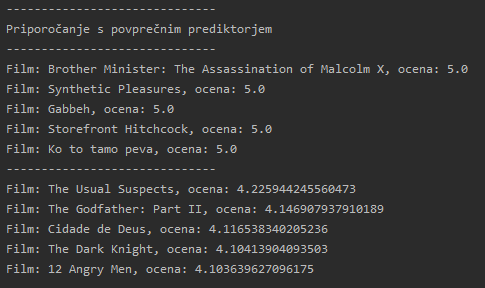 ------------------------------
Priporočanje s povprečnim prediktorjem
------------------------------
Film: Brother Minister: The Assassination of Malcolm X, ocena: 5.0
Film: Synthetic Pleasures, ocena: 5.0
Film: Gabbeh, ocena: 5.0
Film: Storefront Hitchcock, ocena: 5.0
Film: Ko to tamo peva, ocena: 5.0
------------------------------
Film: The Usual Suspects, ocena: 4.225944245560473
Film: The Godfather: Part II, ocena: 4.146907937910189
Film: Cidade de Deus, ocena: 4.116538340205236
Film: The Dark Knight, ocena: 4.10413904093503
Film: 12 Angry Men, ocena: 4.103639627096175